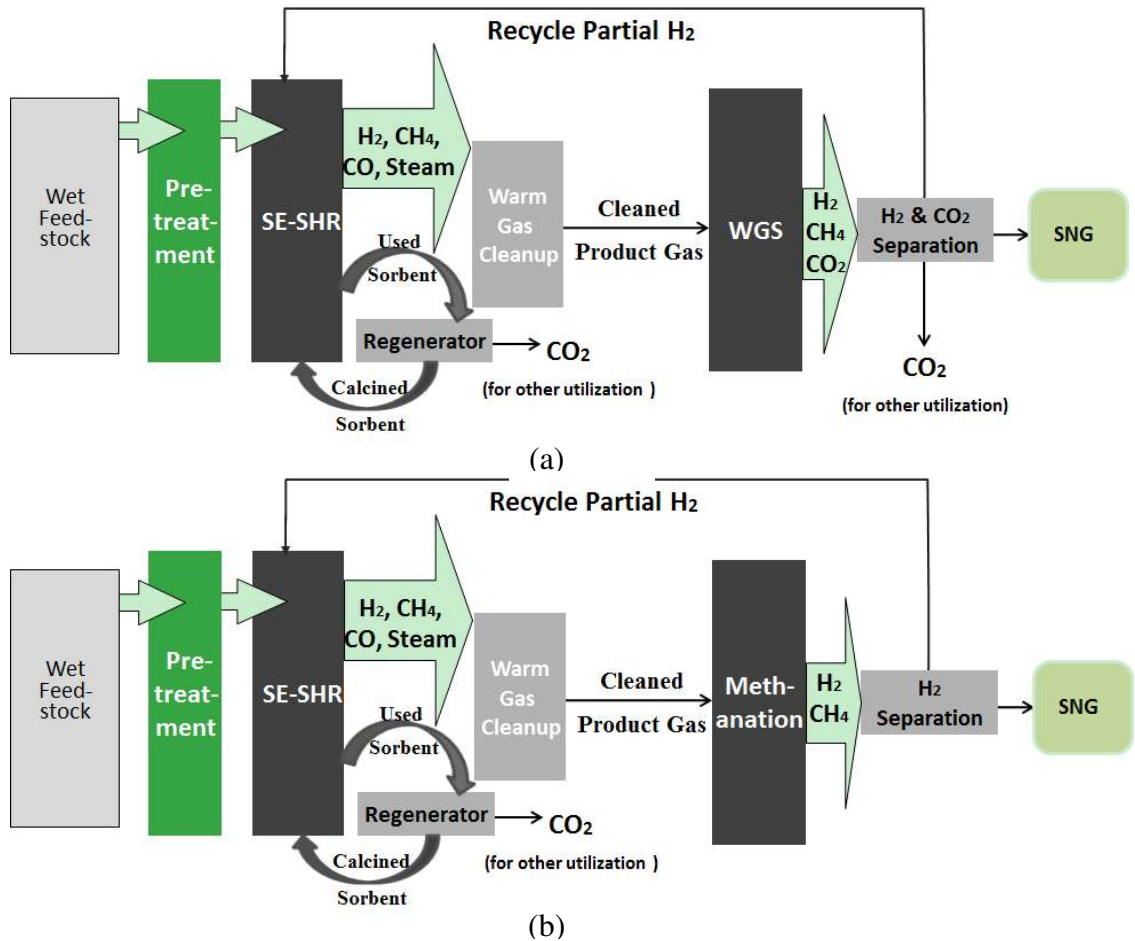 Recycle Partial H₂
Wet
Feed-
stock
Pre-
treat-
ment
SE-SHR
H₂, CH₄,
CO, Steam
Used
Sorbent
Regenerator
Calcined
Sorbent
CO₂
(for other utilization )
Warm
Gas
Cleanup
Cleaned
Product Gas
WGS
H₂
CH₄
CO₂
H₂ & CO₂
Separation
CO₂
(for other utilization)
SNG
(a)
Recycle Partial H₂
Wet
Feed-
stock
Pre-
treat-
ment
SE-SHR
H₂, CH₄,
CO, Steam
Used
Sorbent
Regenerator
Calcined
Sorbent
CO₂
(for other utilization )
Warm
Gas
Cleanup
Cleaned
Product Gas
Meth-
anation
H₂
CH₄
H₂
Separation
SNG
(b)